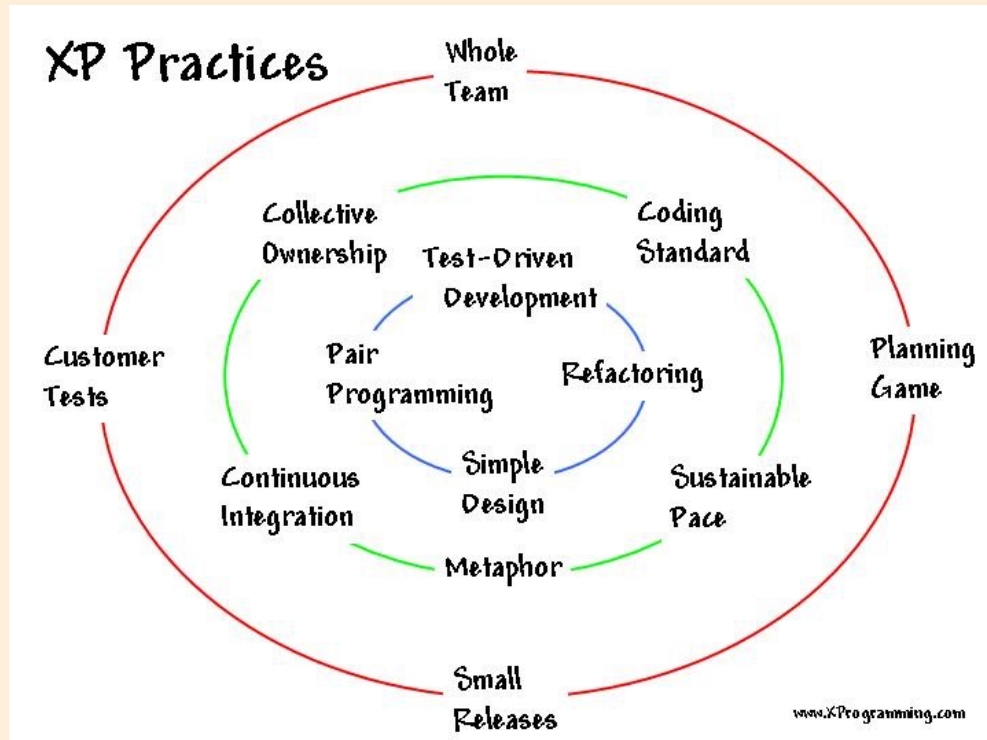 XP Practices
Whole
Team
Collective
Ownership
Coding
Standard
Test-Driven
Development
Customer
Tests
Pair
Programming
Refactoring
Planning
Game
Continuous
Integration
Simple
Design
Sustainable
Pace
Metaphor
Small
Releases
www.XProgramming.com